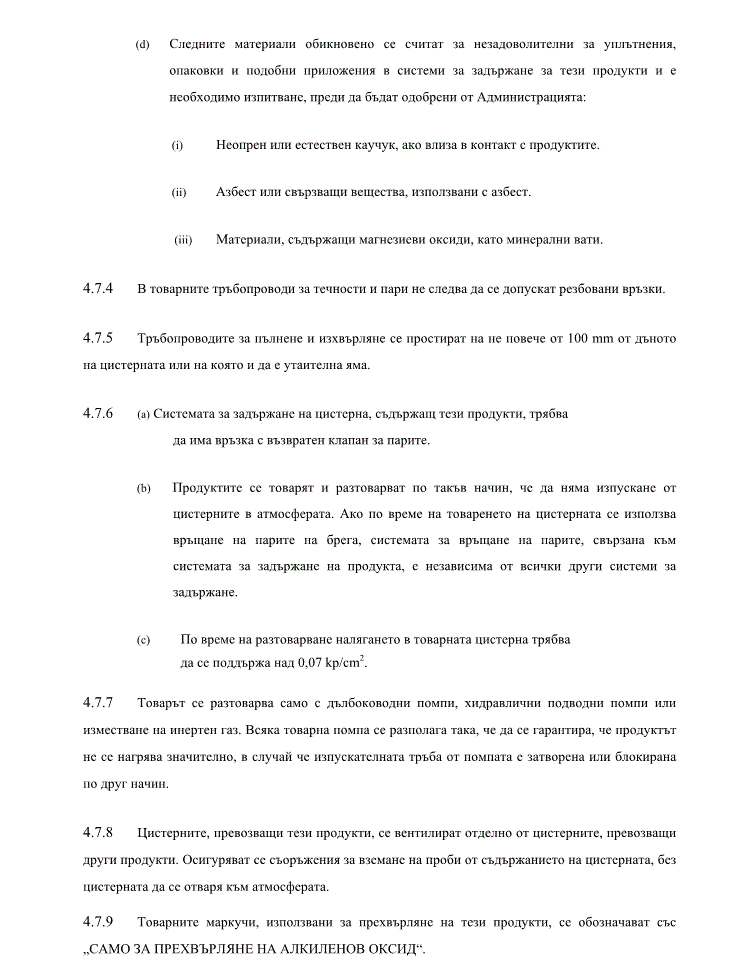 (d) Следните материали обикновено се считат за незадоволителни за уплътнения,
опаковки и подобни приложения в системи за задържане за тези продукти и е
необходимо изпитване, преди да бъдат одобрени от Администрацията:
(i) Неопрен или естествен каучук, ако влиза в контакт с продуктите.
(ii) Азбест или свързващи вещества, използвани с азбест.
(iii) Материали, съдържащи магнезиеви оксиди, като минерални вати.
4.7.4 В товарните тръбопроводи за течности и пари не следва да се допускат резбовани връзки.
4.7.5 Тръбопроводите за пълнене и изхвърляне се простират на не повече от 100 mm от дъното
на цистерната или на която и да е утаителна яма.
4.7.6 (a) Системата за задържане на цистерна, съдържащ тези продукти, трябва
да има връзка с възвратен клапан за парите.
(b) Продуктите се товарят и разтоварват по такъв начин, че да няма изпускане от
цистерните в атмосферата. Ако по време на товаренето на цистерната се използва
връщане на парите на брега, системата за връщане на парите, свързана към
системата за задържане на продукта, е независима от всички други системи за
задържане.
(c) По време на разтоварване налягането в товарната цистерна трябва
да се поддържа над 0,07 kp/cm².
4.7.7 Товарът се разтоварва само с дълбоководни помпи, хидравлични подводни помпи или
изместване на инертен газ. Всяка товарна помпа се разполага така, че да се гарантира, че продуктът
не се нагрява значително, в случай че изпускателната тръба от помпата е затворена или блокирана
по друг начин.
4.7.8 Цистерните, превозващи тези продукти, се вентилират отделно от цистерните, превозващи
други продукти. Осигуряват се съоръжения за вземане на проби от съдържанието на цистерната, без
цистерната да се отваря към атмосферата.
4.7.9 Товарните маркучи, използвани за прехвърляне на тези продукти, се обозначават със
„САМО ЗА ПРЕХВЪРЛЯНЕ НА АЛКИЛЕНОВ ОКСИД“.